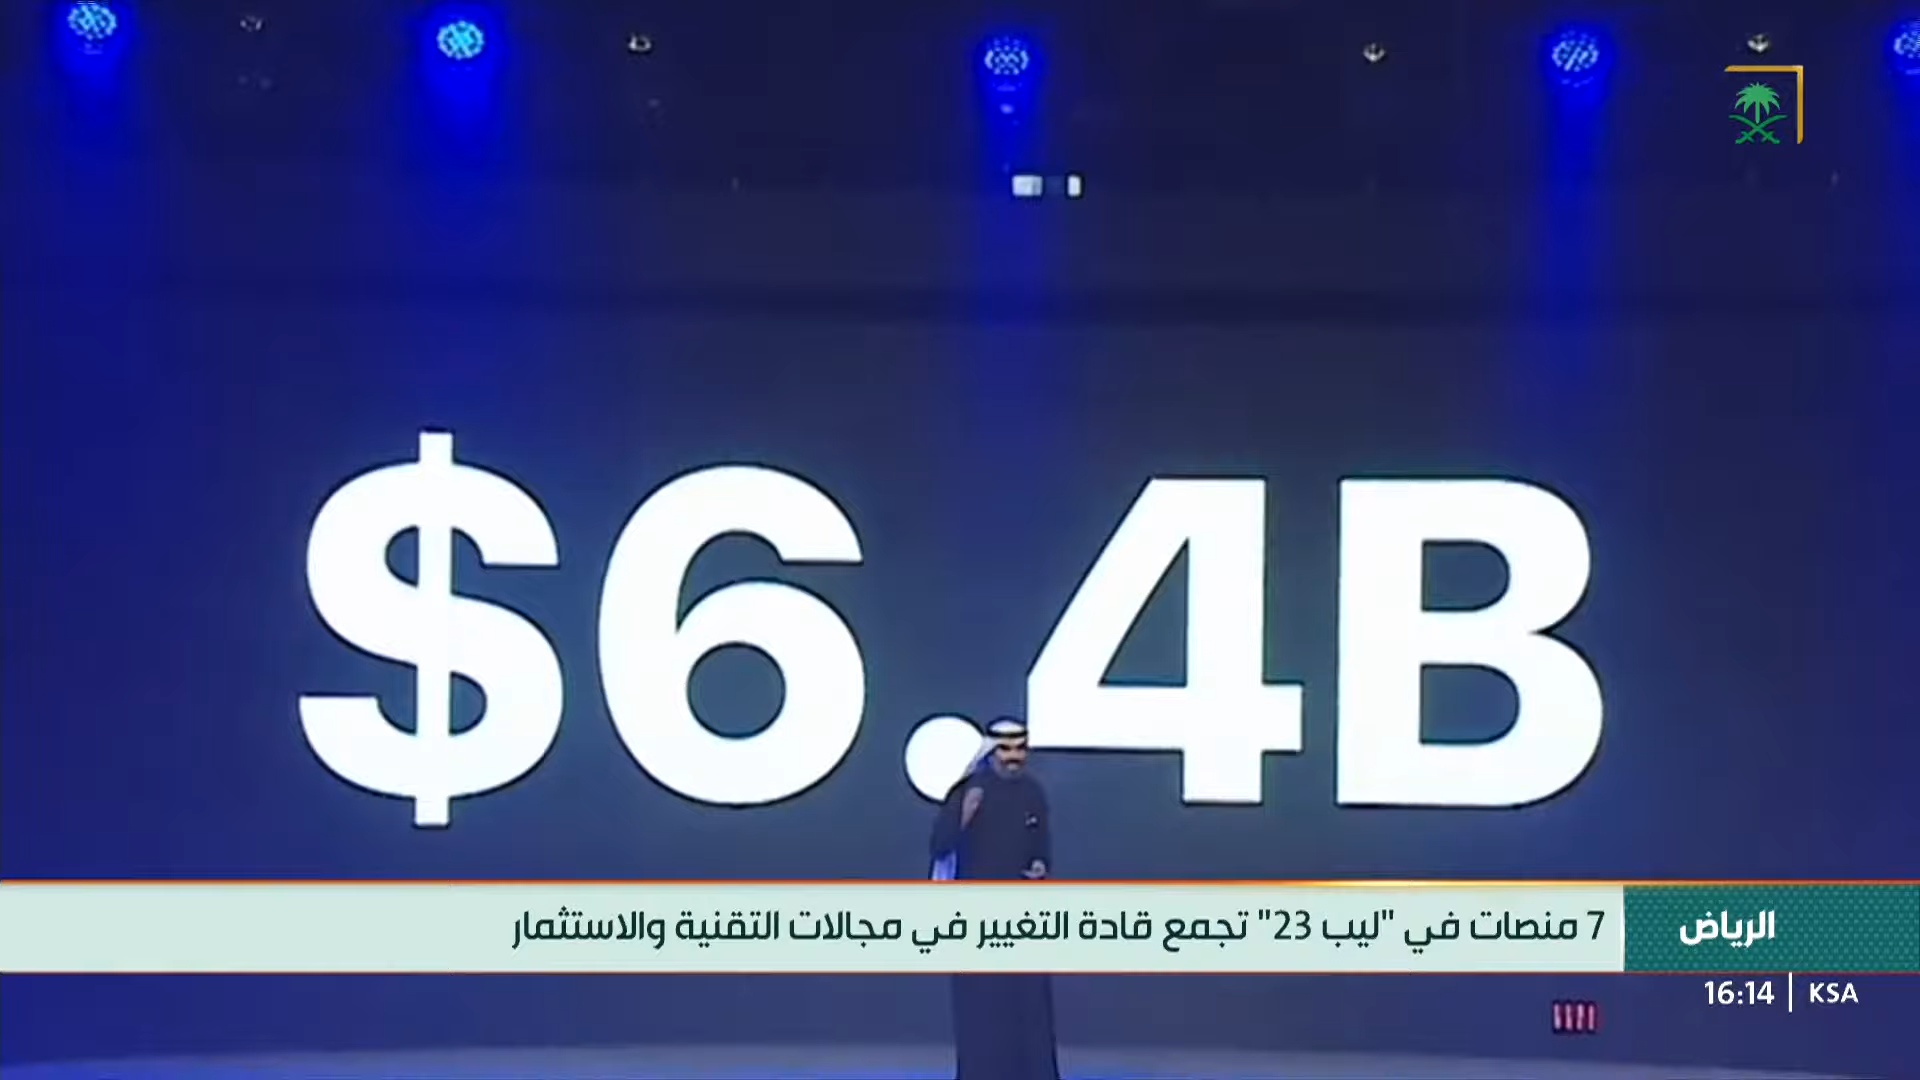 $6.4B
الرياض
7 منصات في "ليب 23" تجمع قادة التغيير في مجالات التقنية والاستثمار
16:14 | KSA